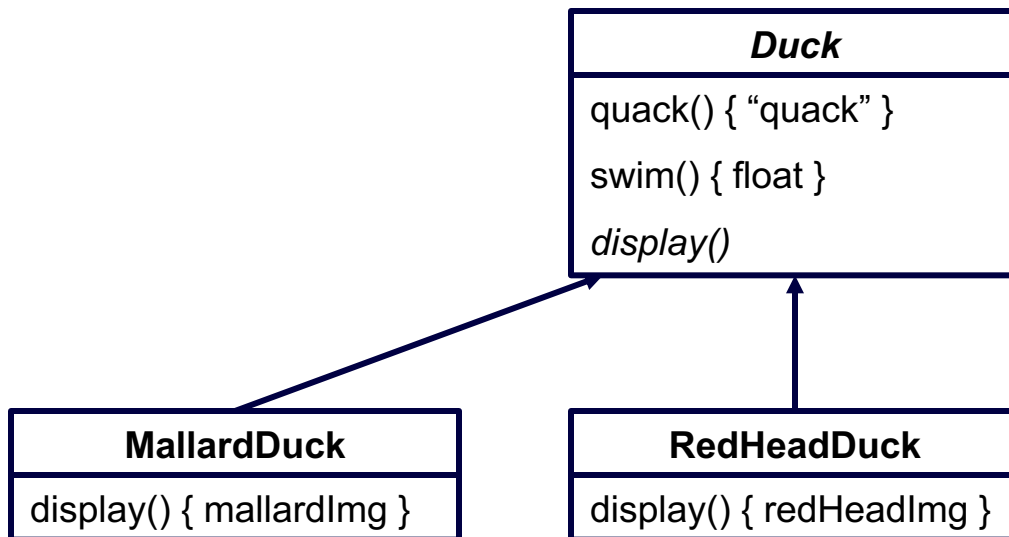 Duck
quack() { “quack” }
swim() { float }
display()
MallardDuck
display() { mallardImg }
RedHeadDuck
display() { redHeadImg }